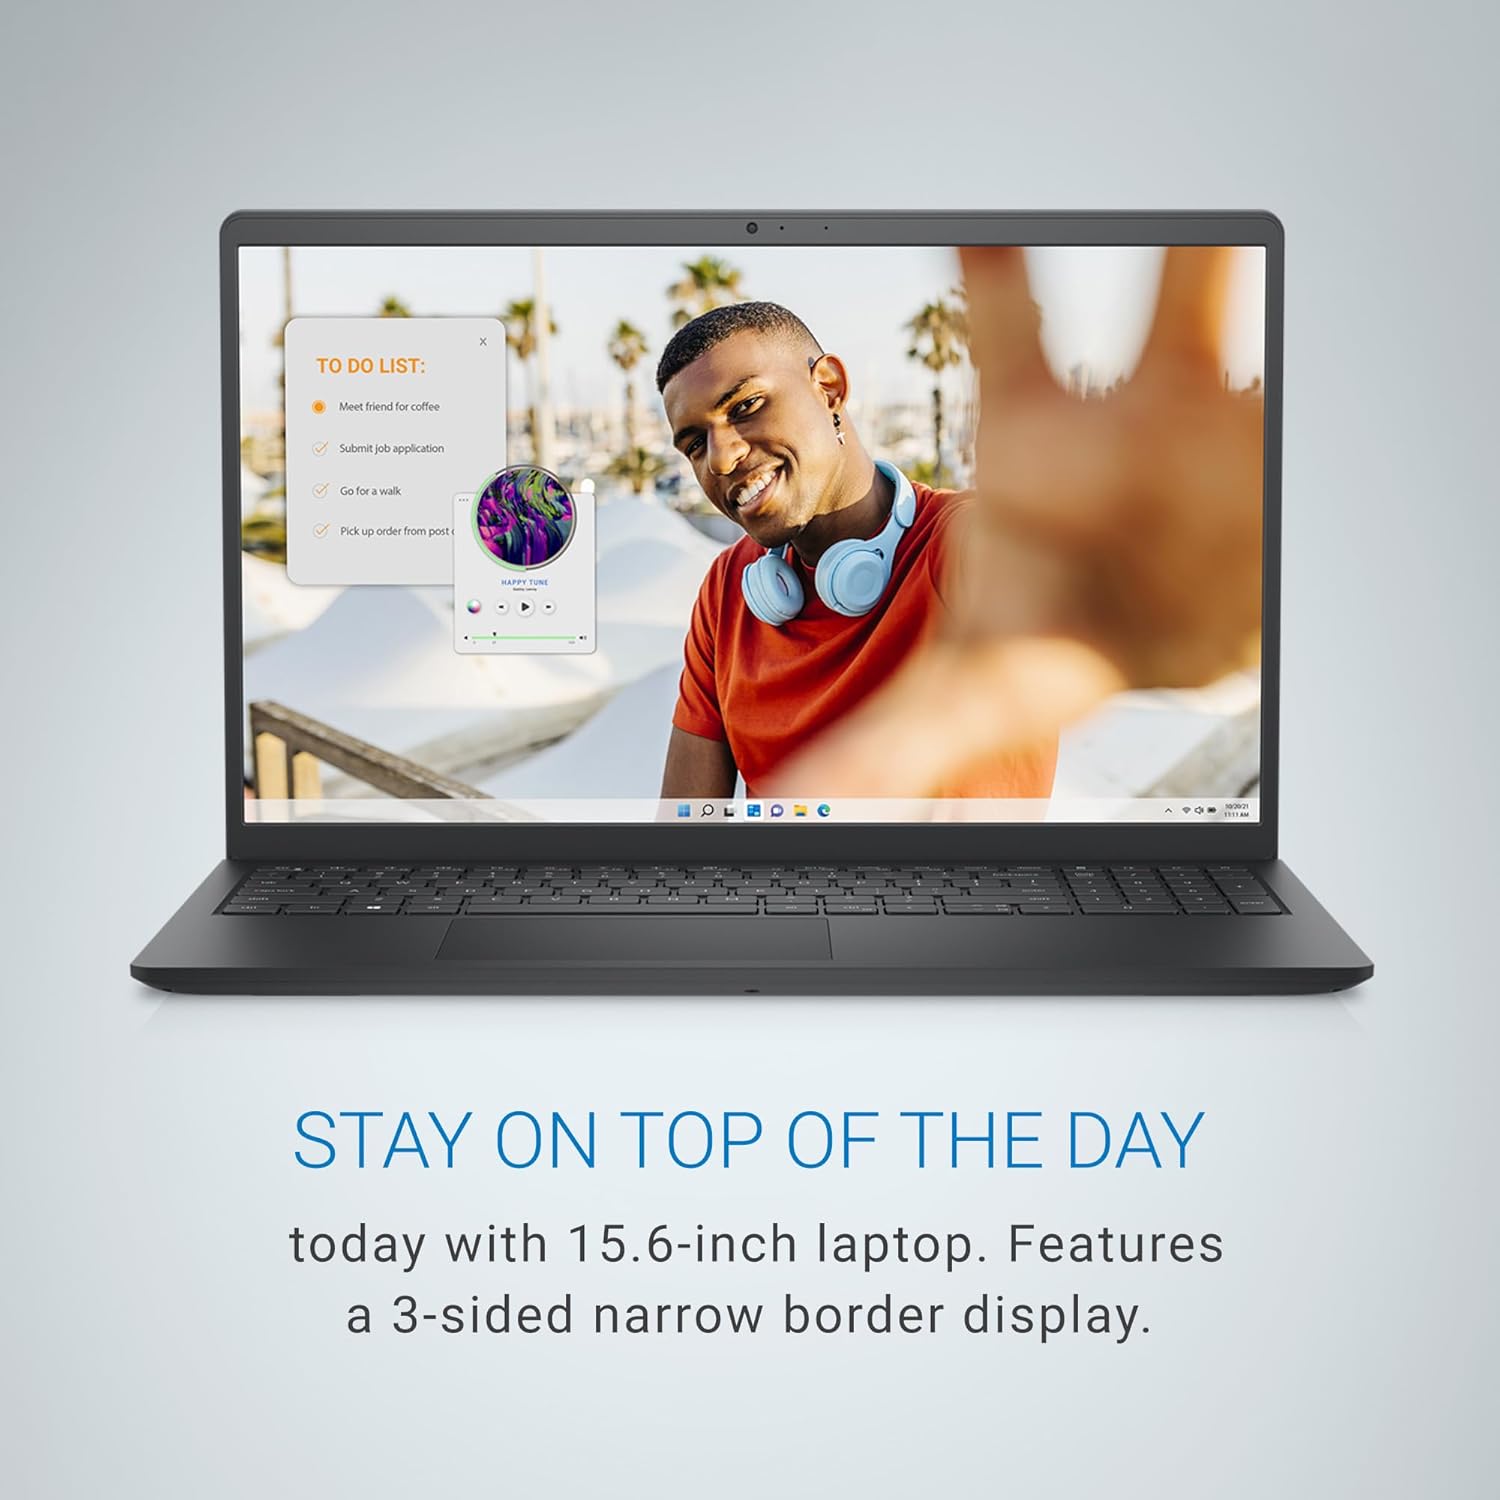 TO DO LIST:
X
Meet friend for coffee
Submit job application
Go for a walk
Pick up order from post
HAPPY TUNE
10/20/21
11:11 AM
STAY ON TOP OF THE DAY
today with 15.6-inch laptop. Features
a 3-sided narrow border display.